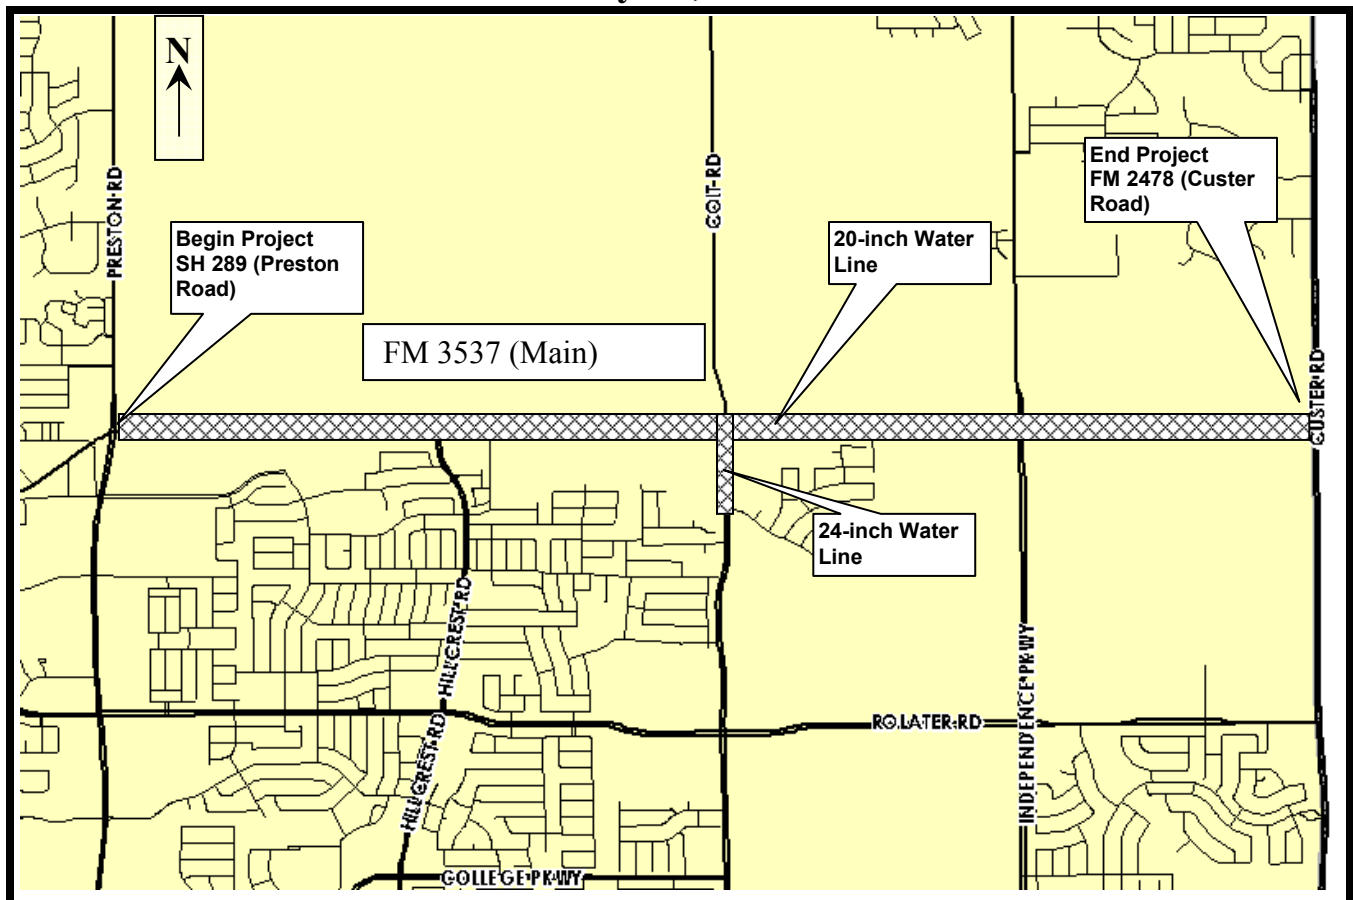 N
PRESTON RD
COIT RD
End Project
FM 2478 (Custer
Road)
Begin Project
SH 289 (Preston
Road)
20-inch Water
Line
FM 3537 (Main)
CUSTER RD
24-inch Water
Line
HILLCREST RD
INDEPENDENCE PKWY
ROLATER RD
HILLCREST RD
COLLEGE PKWY